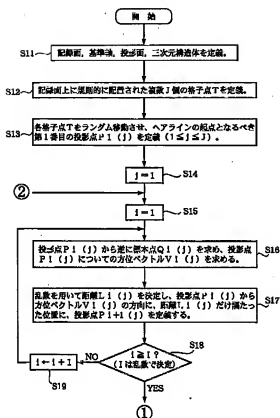 開 始
S11
記録面，基準軸，投影面，三次元構造体を定義。
S12
記録面上に規則的に配置された複数Ｊ個の格子点Ｔを定義。
S13
各格子点Ｔをランダム移動させ，ヘアラインの起点となるべき
第１番目の投影点Ｐ１（ｊ）を定義（１≦ｊ≦Ｊ）。
ｊ＝１
S14
②
ｉ＝１
S15
投影点Ｐｉ（ｊ）から逆に標本点Ｑｉ（ｊ）を求め，投影点
Ｐｉ（ｊ）についての方位ベクトルＶｉ（ｊ）を求める。
S16
乱数を用いて距離Ｌｉ（ｊ）を決定し，投影点Ｐｉ（ｊ）から
方位ベクトルＶｉ（ｊ）の方向に，距離Ｌｉ（ｊ）だけ隔たっ
た位置に，投影点Ｐｉ＋１（ｊ）を定義する。
S17
S18
ｉ≧Ｉ？
（Ｉは乱数で決定）
NO
ｉ←ｉ＋１
S19
YES
①